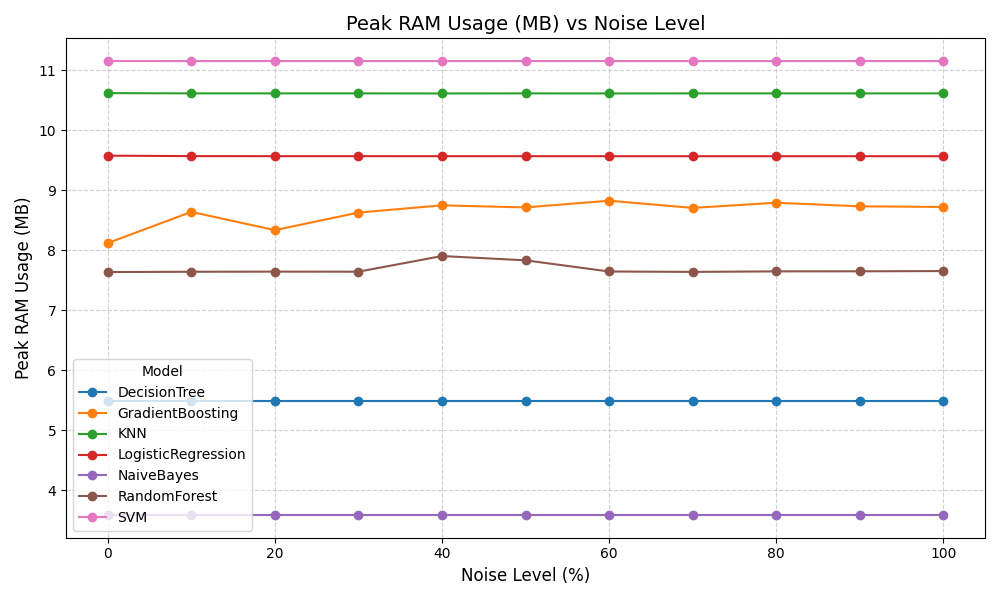 Peak RAM Usage (MB) vs Noise Level
Peak RAM Usage (MB)
11
10
9
8
7
6
5
4
Model
DecisionTree
GradientBoosting
KNN
LogisticRegression
NaiveBayes
RandomForest
SVM
0
20
40
60
80
100
Noise Level (%)